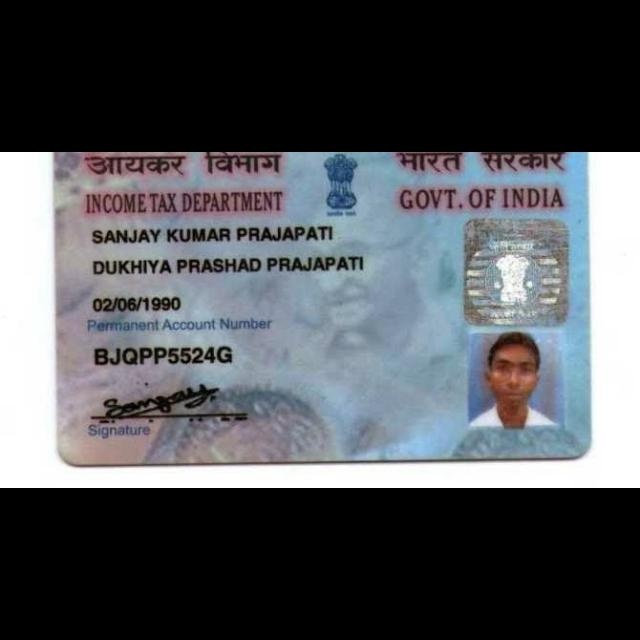 आयकर विभाग भारत सरकार
INCOME TAX DEPARTMENT GOVT. OF INDIA
SANJAY KUMAR PRAJAPATI
DUKHIYA PRASHAD PRAJAPATI
02/06/1990
Permanent Account Number
BJQPP5524G
Sanjay
Signature